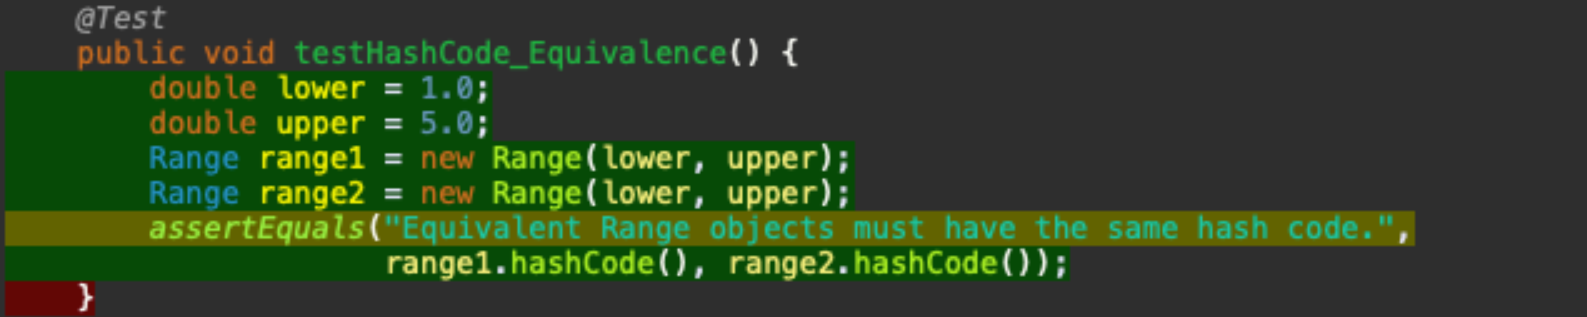 @Test
public void testHashCode_Equivalence() {
double lower = 1.0;
double upper = 5.0;
Range range1 = new Range(lower, upper);
Range range2 = new Range(lower, upper);
assertEquals("Equivalent Range objects must have the same hash code.",
range1.hashCode(), range2.hashCode());
}